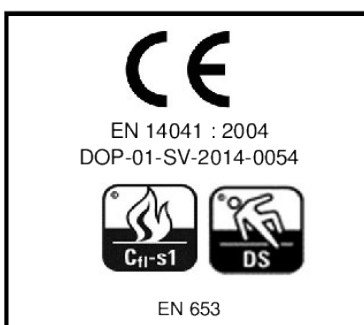 CE
EN 14041 : 2004
DOP-01-SV-2014-0054
© ©
Cfl-s1 DS
EN 653